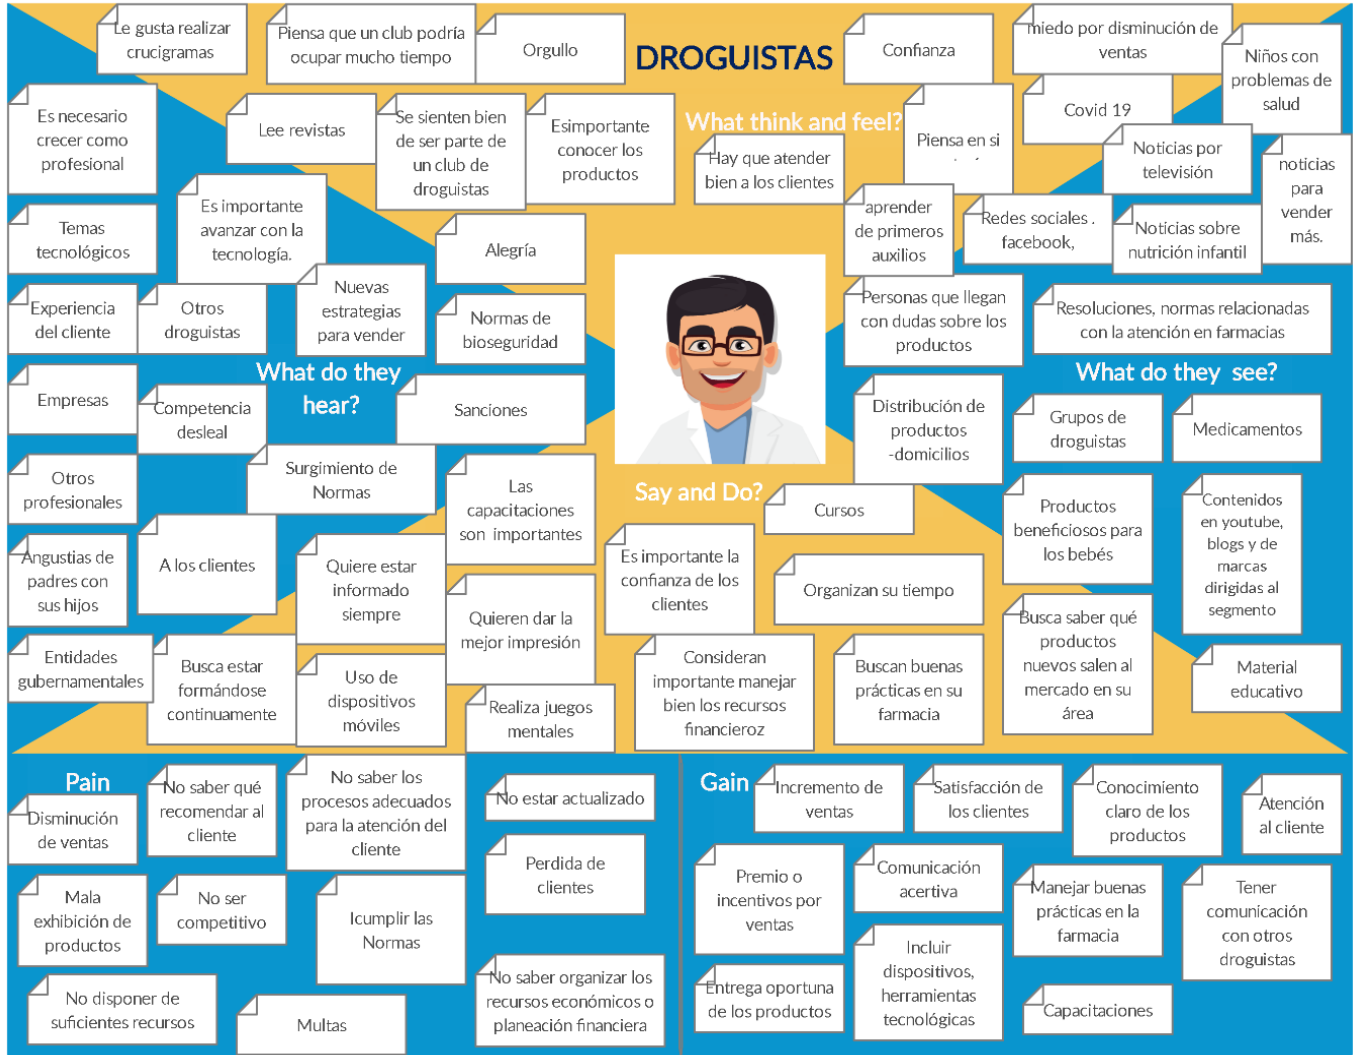 DROGUISTAS
What think and feel?
Le gusta realizar
crucigramas
Piensa que un club podría
ocupar mucho tiempo
Orgullo
Confianza
miedo por disminución de
ventas
Niños con
problemas de
salud
Es necesario
crecer como
profesional
Lee revistas
Se sienten bien
de ser parte de
un club de
droguistas
Esimportante
conocer los
productos
Hay que atender
bien a los clientes
Piensa en si
Covid 19
Noticias por
televisión
noticias
para
vender
más.
Es importante
avanzar con la
tecnología.
Temas
tecnológicos
Alegría
aprender
de primeros
auxilios
Redes sociales .
facebook,
Noticias sobre
nutrición infantil
Experiencia
del cliente
Otros
droguistas
Nuevas
estrategias
para vender
Normas de
bioseguridad
Personas que llegan
con dudas sobre los
productos
Resoluciones, normas relacionadas
con la atención en farmacias
What do they
hear?
What do they see?
Empresas
Competencia
desleal
Sanciones
Distribución de
productos
-domicilios
Grupos de
droguistas
Medicamentos
Otros
profesionales
Surgimiento de
Normas
Las
capacitaciones
son importantes
Say and Do?
Cursos
Productos
beneficiosos para
los bebés
Contenidos
en youtube,
blogs y de
marcas
dirigidas al
segmento
Angustias de
padres con
sus hijos
A los clientes
Quiere estar
informado
siempre
Es importante la
confianza de los
clientes
Organizan su tiempo
Quieren dar la
mejor impresión
Busca saber qué
productos
nuevos salen al
mercado en su
área
Entidades
gubernamentales
Busca estar
formándose
continuamente
Uso de
dispositivos
móviles
Realiza juegos
mentales
Consideran
importante manejar
bien los recursos
financieroz
Buscan buenas
prácticas en su
farmacia
Material
educativo
Pain
Disminución
de ventas
No saber qué
recomendar al
cliente
No saber los
procesos adecuados
para la atención del
cliente
No estar actualizado
Perdida de
clientes
Mala
exhibición de
productos
No ser
competitivo
Icumplir las
Normas
No disponer de
suficientes recursos
Multas
No saber organizar los
recursos económicos o
planeación financiera
Gain
Incremento de
ventas
Satisfacción de
los clientes
Conocimiento
claro de los
productos
Atención
al cliente
Premio o
incentivos por
ventas
Comunicación
acertiva
Manejar buenas
prácticas en la
farmacia
Tener
comunicación
con otros
droguistas
Entrega oportuna
de los productos
Incluir
dispositivos,
herramientas
tecnológicas
Capacitaciones